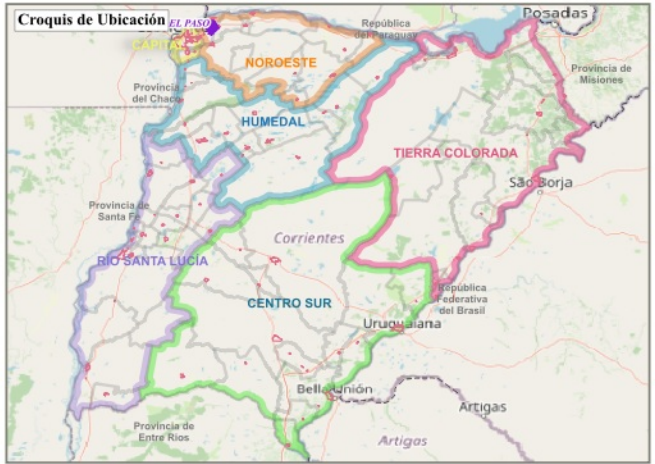 Croquis de Ubicación
EL PASO
CAPITAL
República
del Paraguay
Posadas
NOROESTE
Provincia de
Misiones
Provincia
del Chaco
HUMEDAL
TIERRA COLORADA
São Borja
Provincia de
Santa Fe
Corrientes
RÍO SANTA LUCÍA
República
Federativa
del Brasil
CENTRO SUR
Uruguaiana
Bella Unión
Artigas
Provincia de
Entre Rios
Artigas